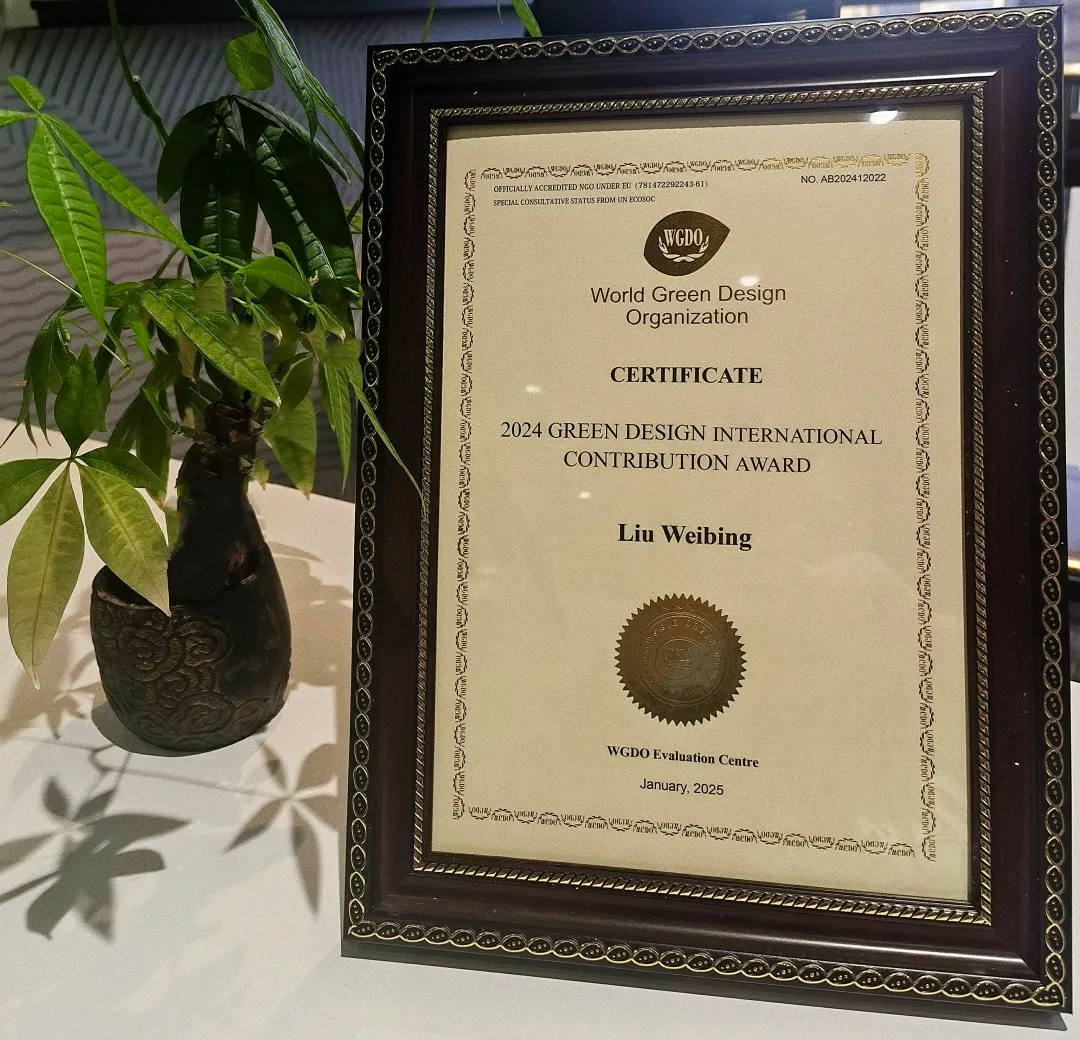 OFFICIALLY ACCREDITED NGO UNDER EU (781472292243-61)
NO. AB202412022
SPECIAL CONSULTATIVE STATUS FROM UN ECOSOC
WGDO
World Green Design
Organization
CERTIFICATE
2024 GREEN DESIGN INTERNATIONAL
CONTRIBUTION AWARD
Liu Weibing
WGDO Evaluation Centre
January, 2025